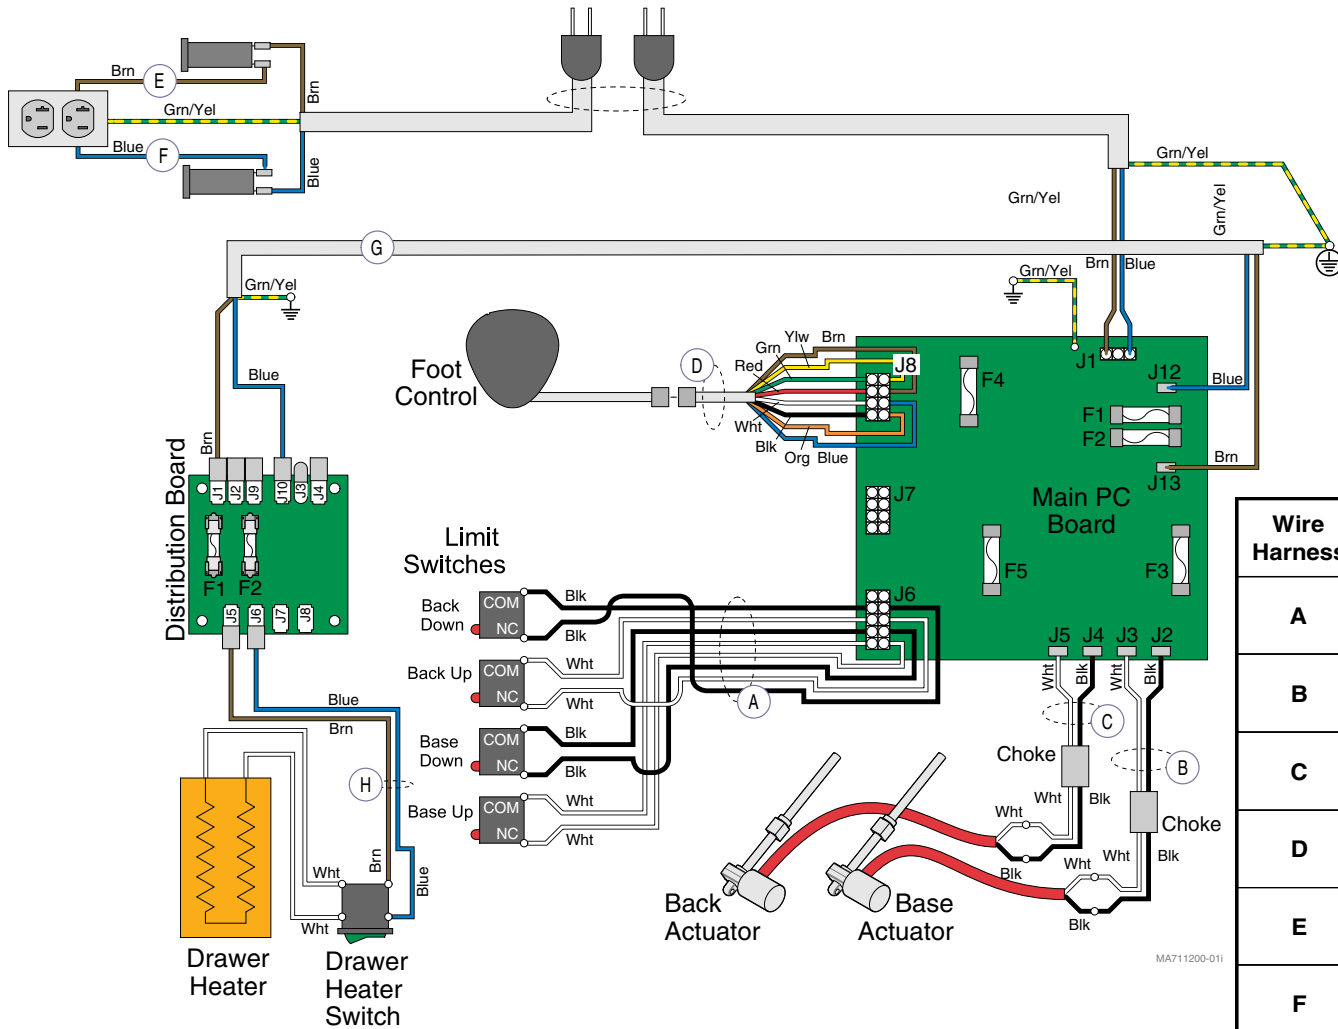 Brn
E
Brn
Grn/Yel
Blue
F
Blue
Grn/Yel
Grn/Yel
Grn/Yel
G
Brn
Blue
Grn/Yel
Grn/Yel
Blue
Brn
Foot
Control
D
Ylw
Brn
Grn
Red
Wht
Blk
Org
Blue
J8
F4
J1
J12
Blue
F1
F2
Brn
J13
J7
Main PC
Board
F5
F3
J6
J5
J4
J3
J2
Distribution Board
J1
J2
J9
J10
J3
J4
F1
F2
J5
J6
J7
J8
Limit
Switches
Back
Down
COM
NC
Blk
Blk
Back Up
COM
NC
Wht
Wht
Base
Down
COM
NC
Blk
Blk
Base Up
COM
NC
Wht
Wht
A
Wht
Blk
Wht
Blk
C
B
Choke
Choke
Wht
Blk
Wht
Blk
Wht
Blk
Wht
Blk
Back
Actuator
Base
Actuator
Blue
Brn
H
Brn
Blue
Wht
Wht
Drawer
Heater
Drawer
Heater
Switch
MA711200-01i
Wire
Harness
A
B
C
D
E
F